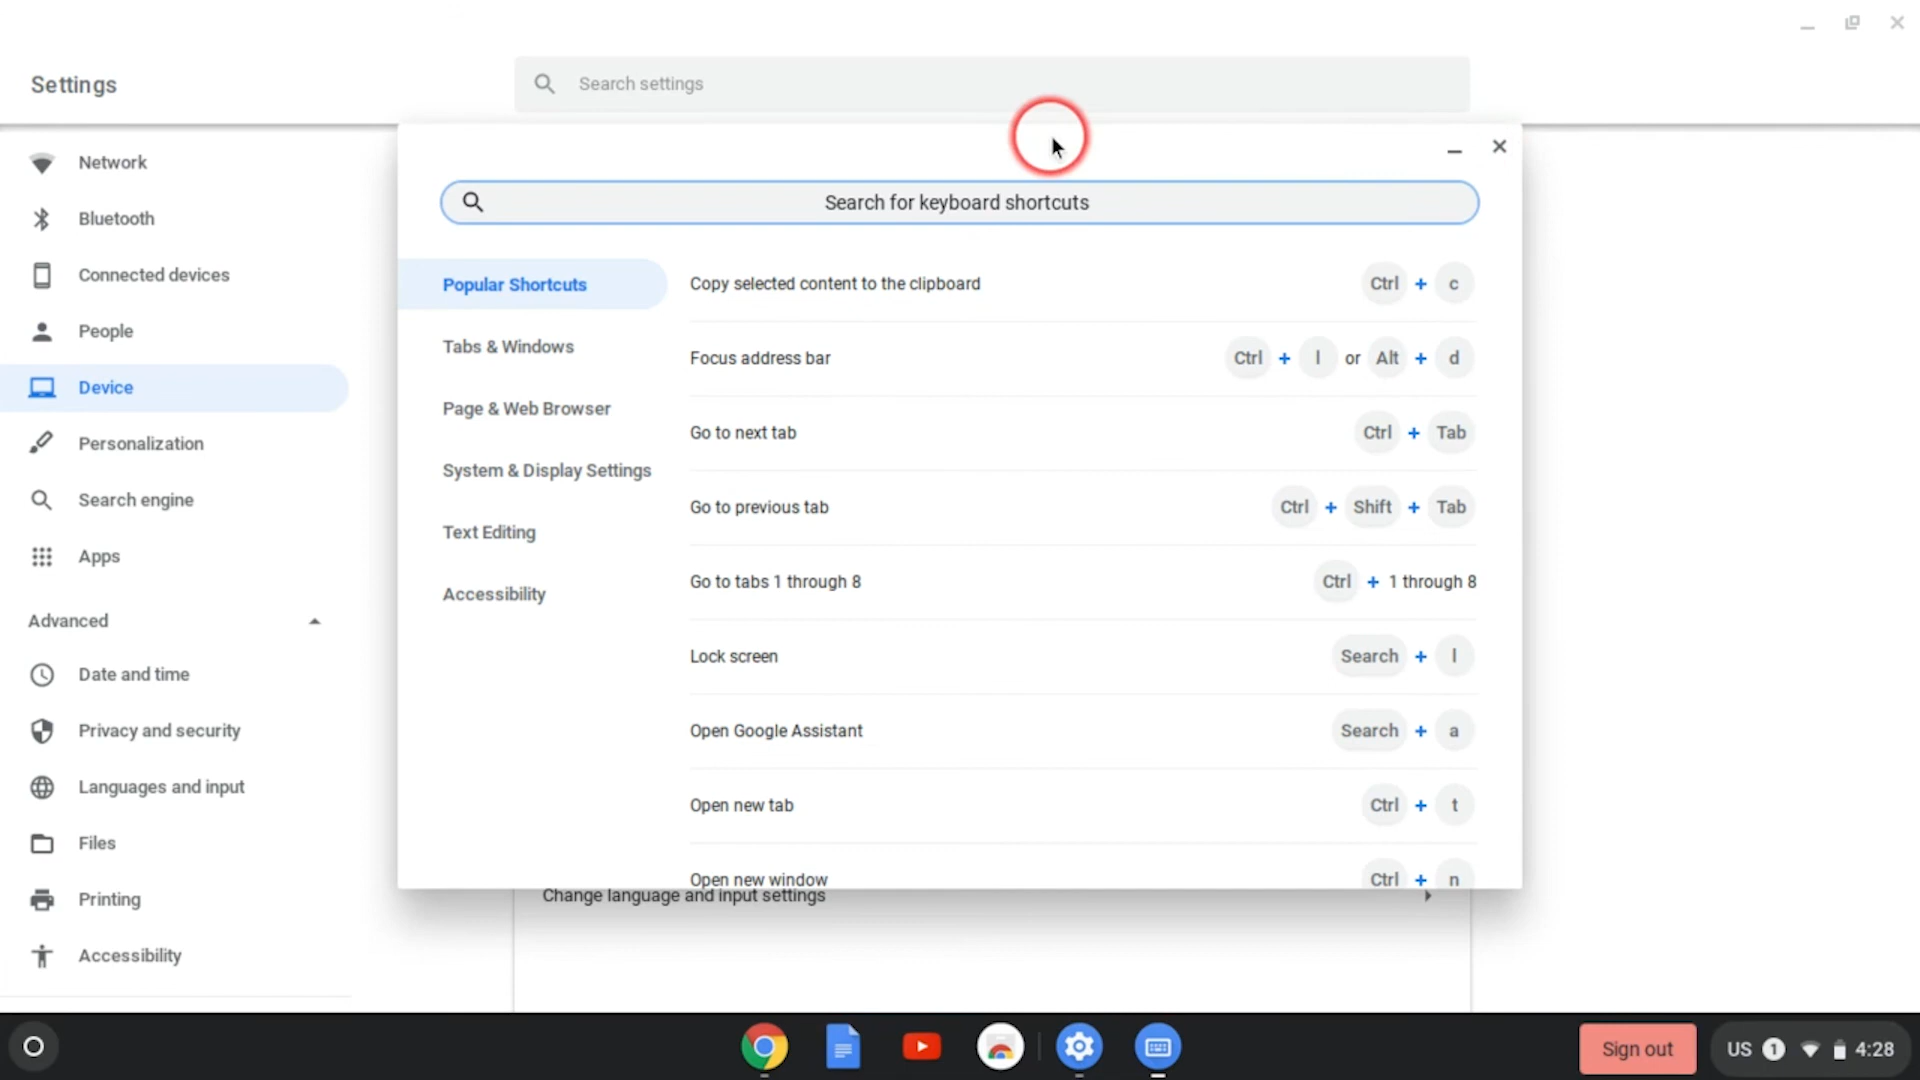 Settings
Search settings
Network
Bluetooth
Connected devices
People
Device
Personalization
Search engine
Apps
Advanced
Date and time
Privacy and security
Languages and input
Files
Printing
Accessibility
Search for keyboard shortcuts
Popular Shortcuts
Tabs & Windows
Page & Web Browser
System & Display Settings
Text Editing
Accessibility
Copy selected content to the clipboard Ctrl + c
Focus address bar Ctrl + l or Alt + d
Go to next tab Ctrl + Tab
Go to previous tab Ctrl + Shift + Tab
Go to tabs 1 through 8 Ctrl + 1 through 8
Lock screen Search + l
Open Google Assistant Search + a
Open new tab Ctrl + t
Open new window Ctrl + n
Change language and input settings
Sign out US 1 4:28